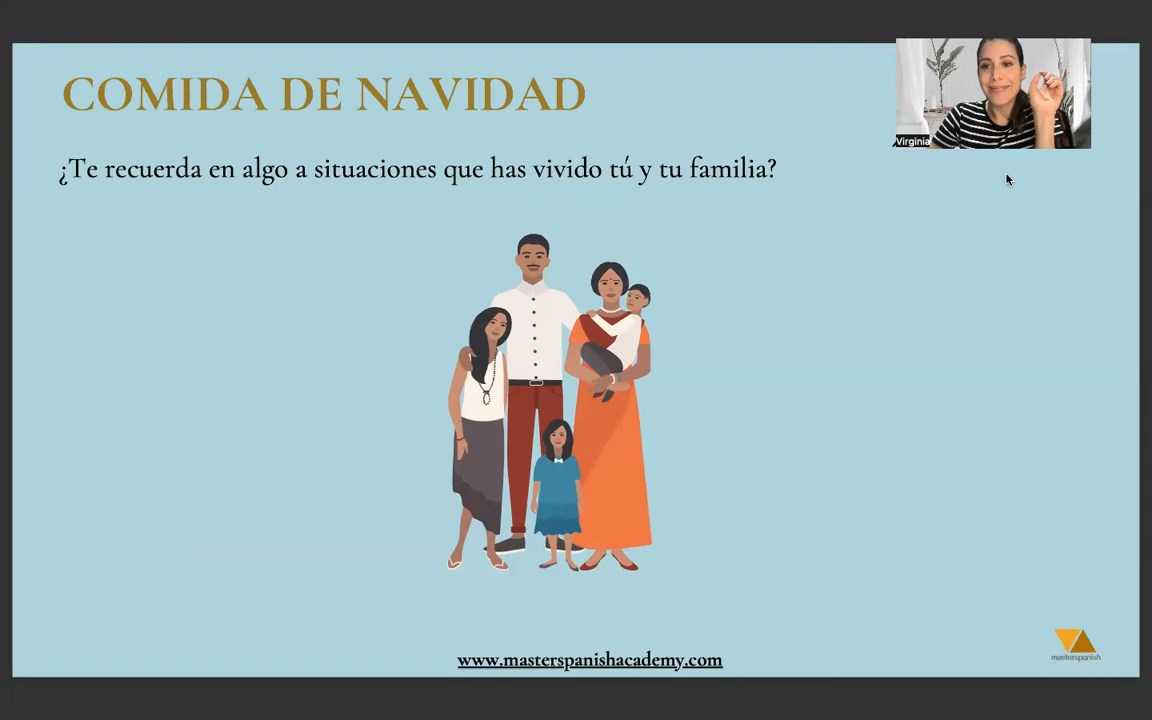 COMIDA DE NAVIDAD
Virginia
¿Te recuerda en algo a situaciones que has vivido tú y tu familia?
www.masterspanishacademy.com
masterspanish